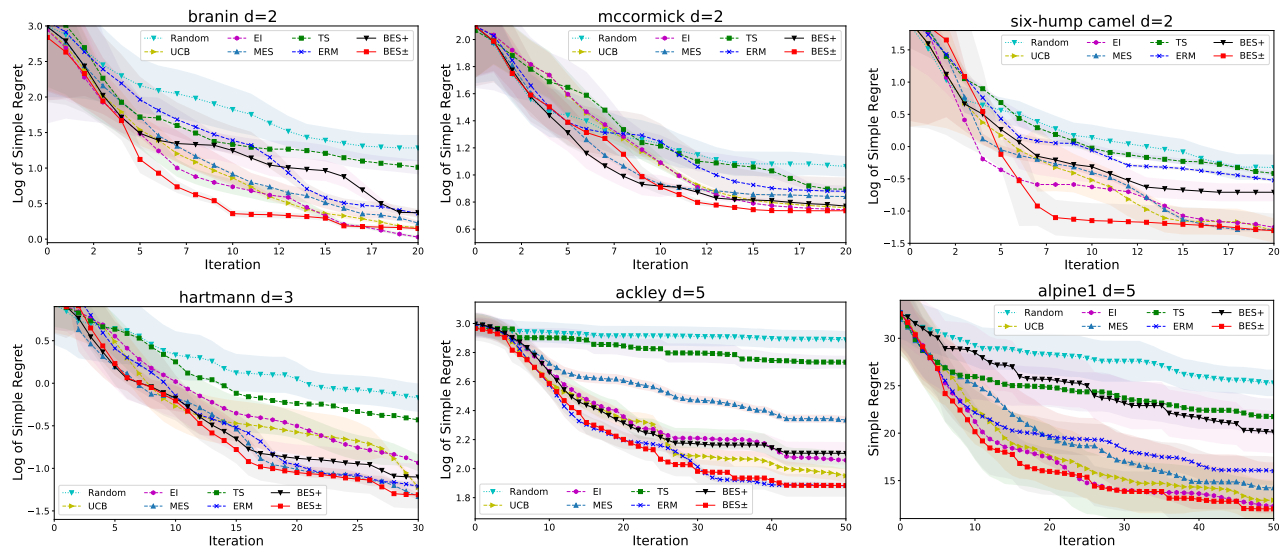 branin d=2
Log of Simple Regret
3.0
2.5
2.0
1.5
1.0
0.5
0.0
Random EI TS BES+
UCB MES ERM BES±
0 2 5 7 10 12 15 17 20
Iteration
mccormick d=2
Log of Simple Regret
2.0
1.8
1.6
1.4
1.2
1.0
0.8
0.6
Random EI TS BES+
UCB MES ERM BES±
0 2 5 7 10 12 15 17 20
Iteration
six-hump camel d=2
Log of Simple Regret
1.5
1.0
0.5
0.0
−0.5
−1.0
−1.5
Random EI TS BES+
UCB MES ERM BES±
0 2 5 7 10 12 15 17 20
Iteration
hartmann d=3
Log of Simple Regret
0.5
0.0
−0.5
−1.0
−1.5
Random EI TS BES+
UCB MES ERM BES±
0 5 10 15 20 25 30
Iteration
ackley d=5
Log of Simple Regret
3.0
2.8
2.6
2.4
2.2
2.0
1.8
Random EI TS BES+
UCB MES ERM BES±
0 10 20 30 40 50
Iteration
alpine1 d=5
Simple Regret
30
25
20
15
Random EI TS BES+
UCB MES ERM BES±
0 10 20 30 40 50
Iteration